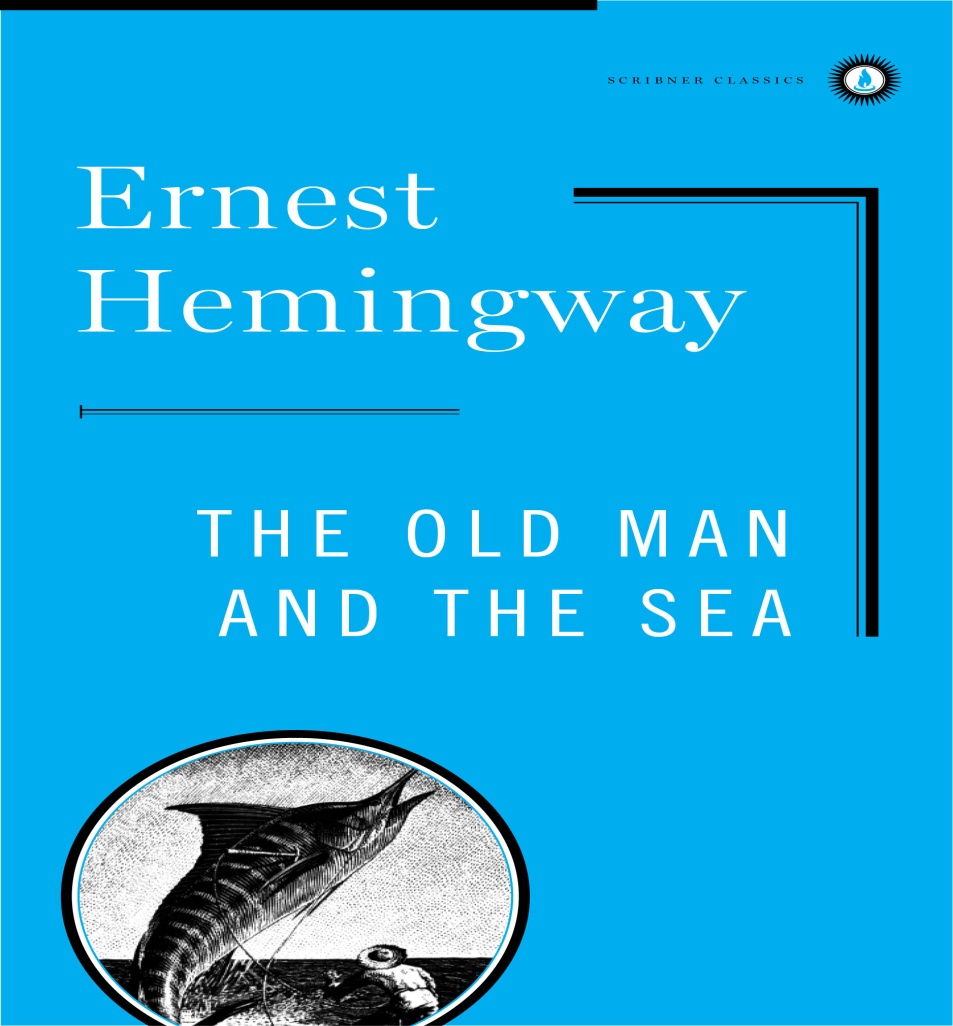 SCRIBNER CLASSICS
Ernest
Hemingway
THE OLD MAN
AND THE SEA